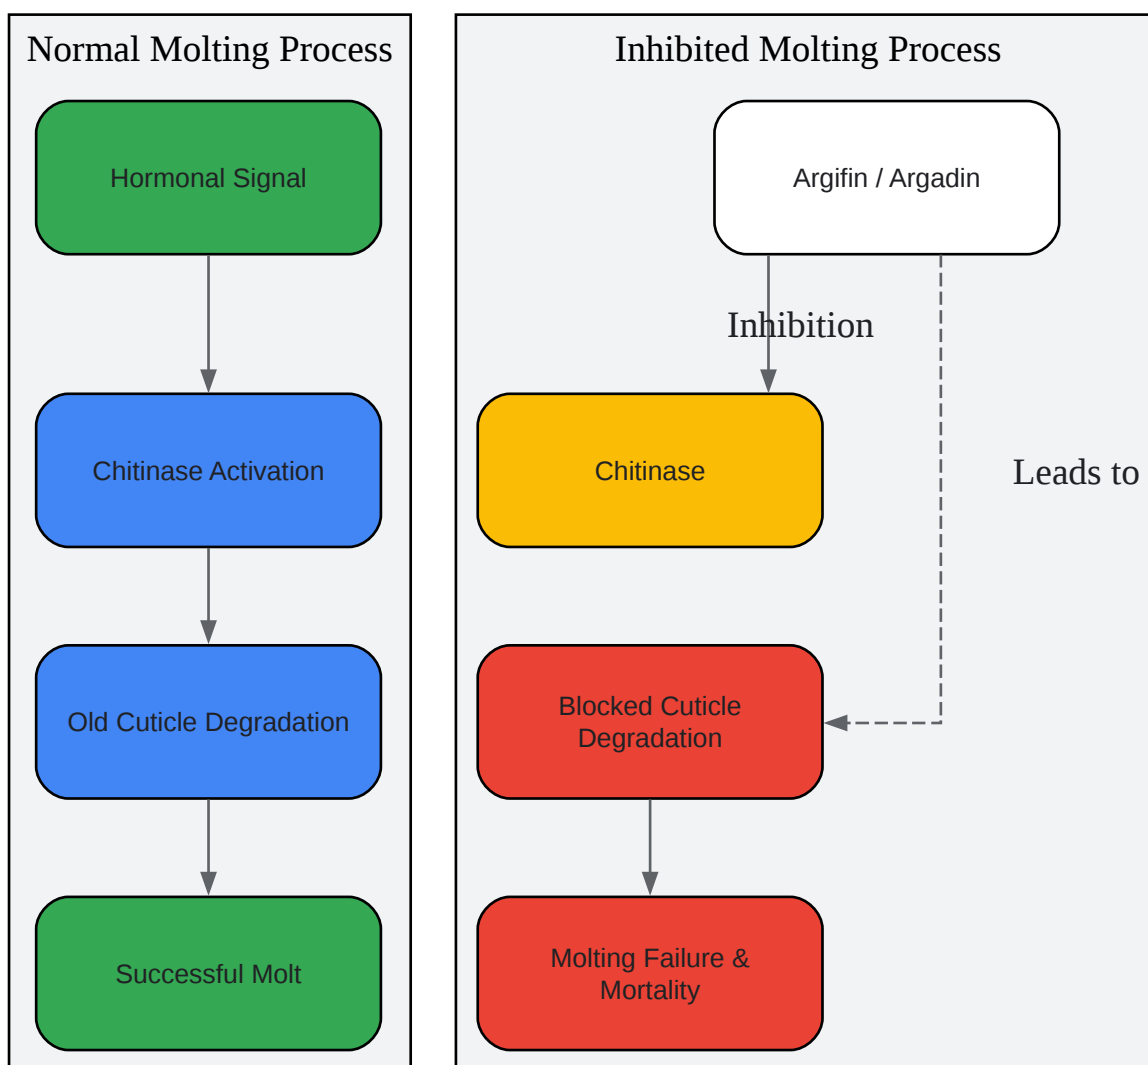 Normal Molting Process
Hormonal Signal
Chitinase Activation
Old Cuticle Degradation
Successful Molt
Inhibited Molting Process
Argifin / Argadin
Inhibition
Chitinase
Leads to
Blocked Cuticle
Degradation
Molting Failure &
Mortality